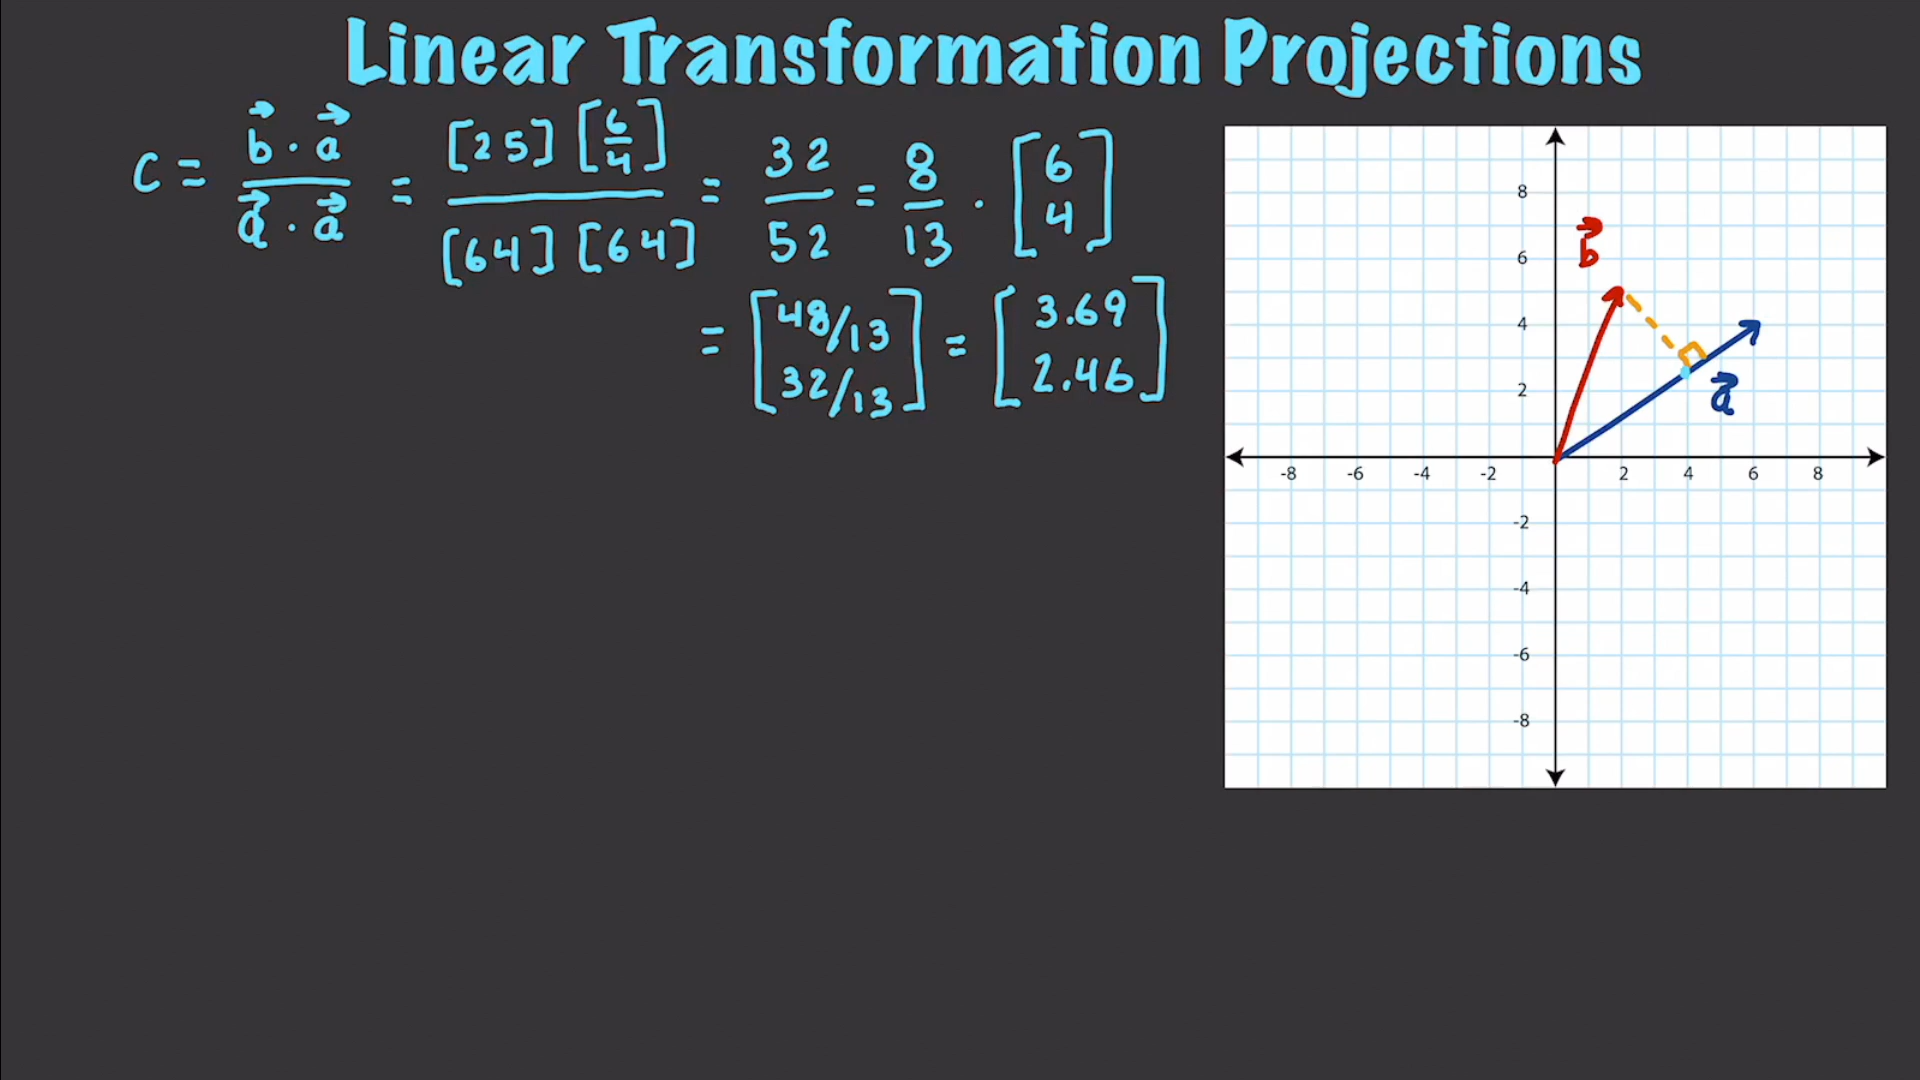 Linear Transformation Projections
c = (b⃗ · a⃗)/(a⃗ · a⃗) = ([2 5] [6/4])/([6 4] [6 4]) = 32/52 = 8/13 · [6 4]
= [48/13 32/13] = [3.69 2.46]
8
6
4
2
-8 -6 -4 -2 2 4 6 8
-2
-4
-6
-8
b⃗
a⃗